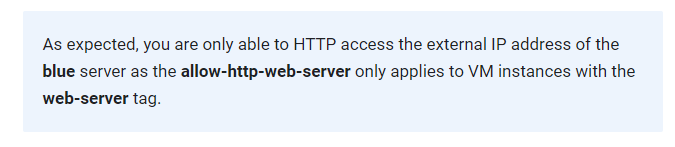 As expected, you are only able to HTTP access the external IP address of the
blue server as the allow-http-web-server only applies to VM instances with the
web-server tag.